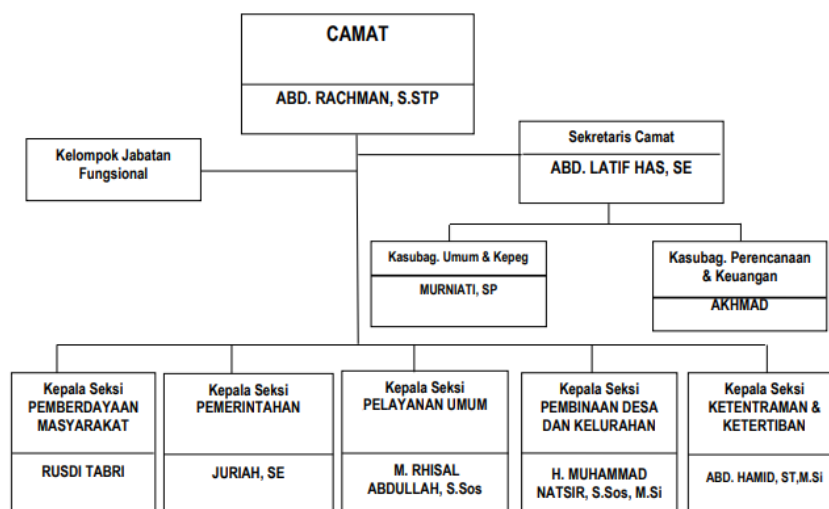 CAMAT
ABD. RACHMAN, S.STP
Kelompok Jabatan
Fungsional
Sekretaris Camat
ABD. LATIF HAS, SE
Kasubag. Umum & Kepeg
MURNIATI, SP
Kasubag. Perencanaan
& Keuangan
AKHMAD
Kepala Seksi
PEMBERDAYAAN
MASYARAKAT
RUSDI TABRI
Kepala Seksi
PEMERINTAHAN
JURIAH, SE
Kepala Seksi
PELAYANAN UMUM
M. RHISAL
ABDULLAH, S.Sos
Kepala Seksi
PEMBINAAN DESA
DAN KELURAHAN
H. MUHAMMAD
NATSIR, S.Sos, M.Si
Kepala Seksi
KETENTRAMAN &
KETERTIBAN
ABD. HAMID, ST,M.Si